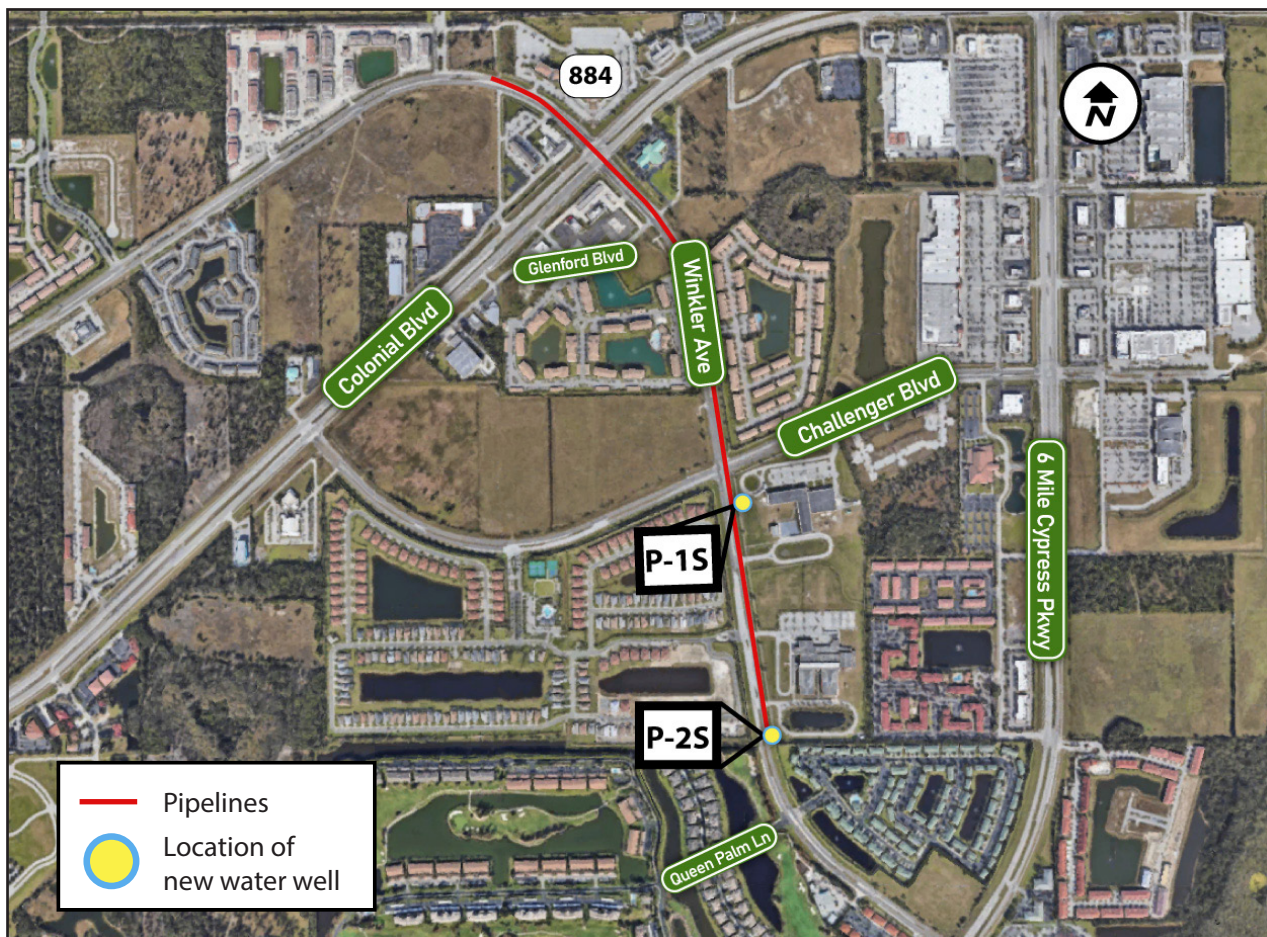 884
N
Glenford Blvd
Winkler Ave
Colonial Blvd
Challenger Blvd
6 Mile Cypress Pkwy
P-1S
P-2S
Queen Palm Ln
Pipelines
Location of
new water well